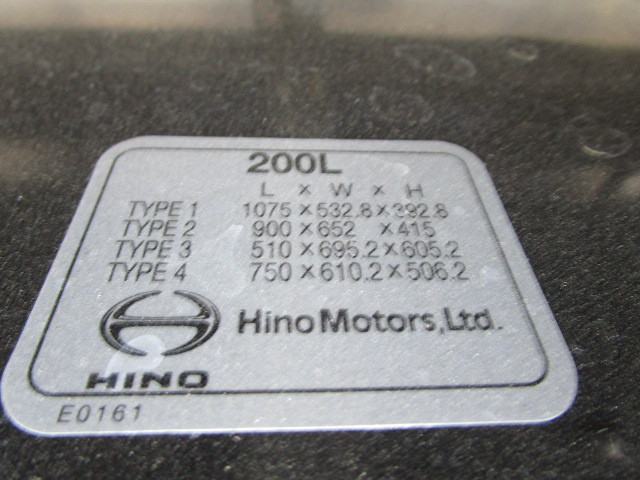 200L
L × W × H
TYPE 1 1075×532.8×392.8
TYPE 2 900×652 ×415
TYPE 3 510×695.2×605.2
TYPE 4 750×610.2×506.2
Hino Motors, Ltd.
HINO
E0161